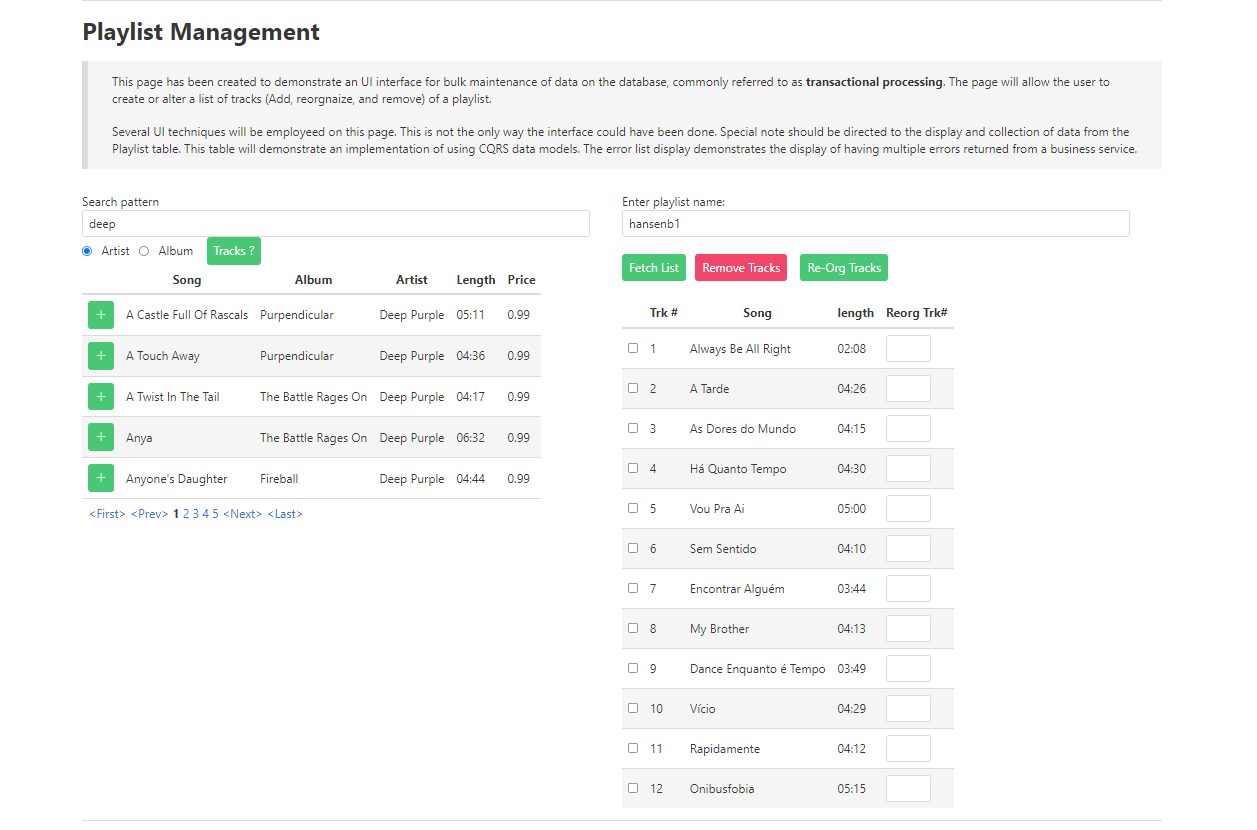 Playlist Management
This page has been created to demonstrate an UI interface for bulk maintenance of data on the database, commonly referred to as transactional processing. The page will allow the user to
create or alter a list of tracks (Add, reorgnaize, and remove) of a playlist.
Several UI techniques will be employeed on this page. This is not the only way the interface could have been done. Special note should be directed to the display and collection of data from the
Playlist table. This table will demonstrate an implementation of using CQRS data models. The error list display demonstrates the display of having multiple errors returned from a business service.
Search pattern
deep
Artist Album Tracks ?
Song Album Artist Length Price
+ A Castle Full Of Rascals Purpendicular Deep Purple 05:11 0.99
+ A Touch Away Purpendicular Deep Purple 04:36 0.99
+ A Twist In The Tail The Battle Rages On Deep Purple 04:17 0.99
+ Anya The Battle Rages On Deep Purple 06:32 0.99
+ Anyone's Daughter Fireball Deep Purple 04:44 0.99
<First> <Prev> 1 2 3 4 5 <Next> <Last>
Enter playlist name:
hansenb1
Fetch List Remove Tracks Re-Org Tracks
Trk # Song length Reorg Trk#
1 Always Be All Right 02:08
2 A Tarde 04:26
3 As Dores do Mundo 04:15
4 Há Quanto Tempo 04:30
5 Vou Pra Ai 05:00
6 Sem Sentido 04:10
7 Encontrar Alguém 03:44
8 My Brother 04:13
9 Dance Enquanto é Tempo 03:49
10 Vício 04:29
11 Rapidamente 04:12
12 Onibusfobia 05:15